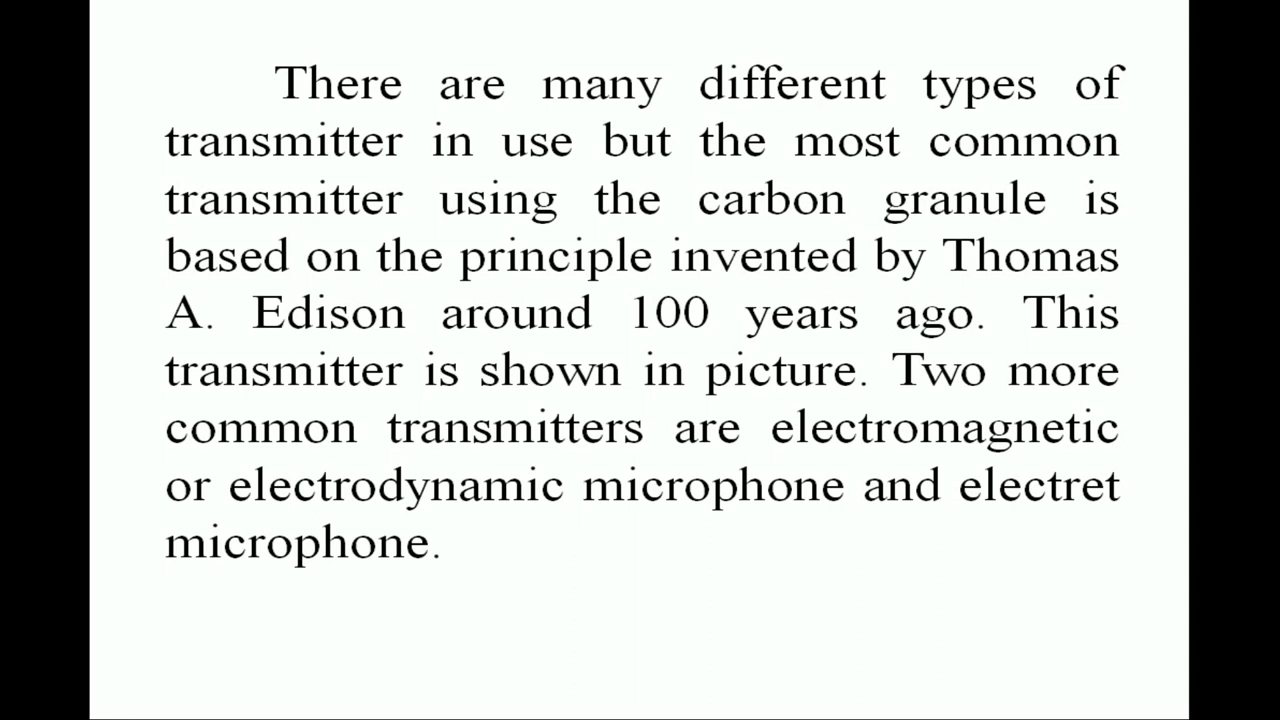 There are many different types of
transmitter in use but the most common
transmitter using the carbon granule is
based on the principle invented by Thomas
A. Edison around 100 years ago. This
transmitter is shown in picture. Two more
common transmitters are electromagnetic
or electrodynamic microphone and electret
microphone.